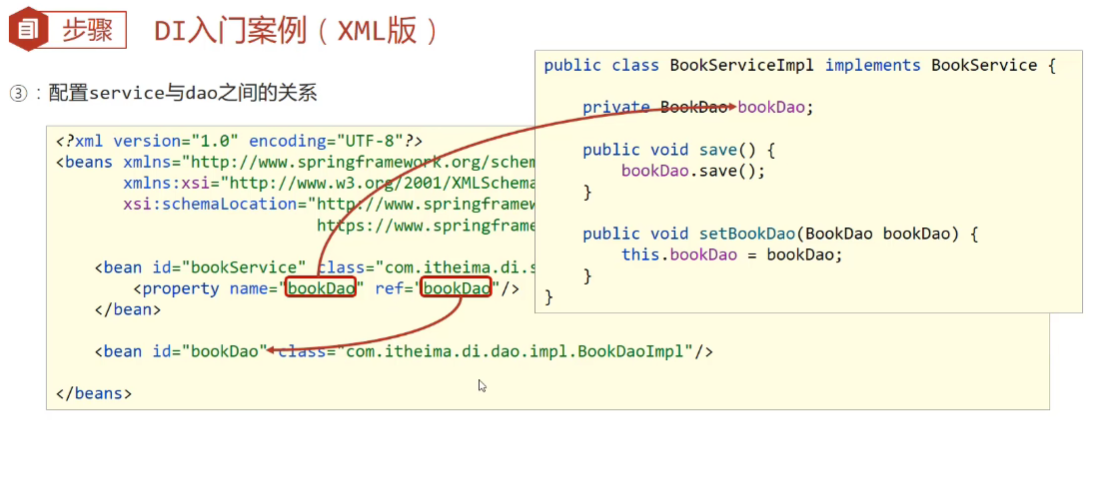 步骤 DI入门案例（XML版）
③：配置service与dao之间的关系
<?xml version="1.0" encoding="UTF-8"?>
<beans xmlns="http://www.springframework.org/schem
xmlns:xsi="http://www.w3.org/2001/XMLSchema
xsi:schemaLocation="http://www.springframew
https://www.springframe
<bean id="bookService" class="com.itheima.di.s
<property name="bookDao" ref="bookDao"/>
</bean>
<bean id="bookDao" class="com.itheima.di.dao.impl.BookDaoImpl"/>
</beans>
public class BookServiceImpl implements BookService {
private BookDao bookDao;
public void save() {
bookDao.save();
}
public void setBookDao(BookDao bookDao) {
this.bookDao = bookDao;
}
}